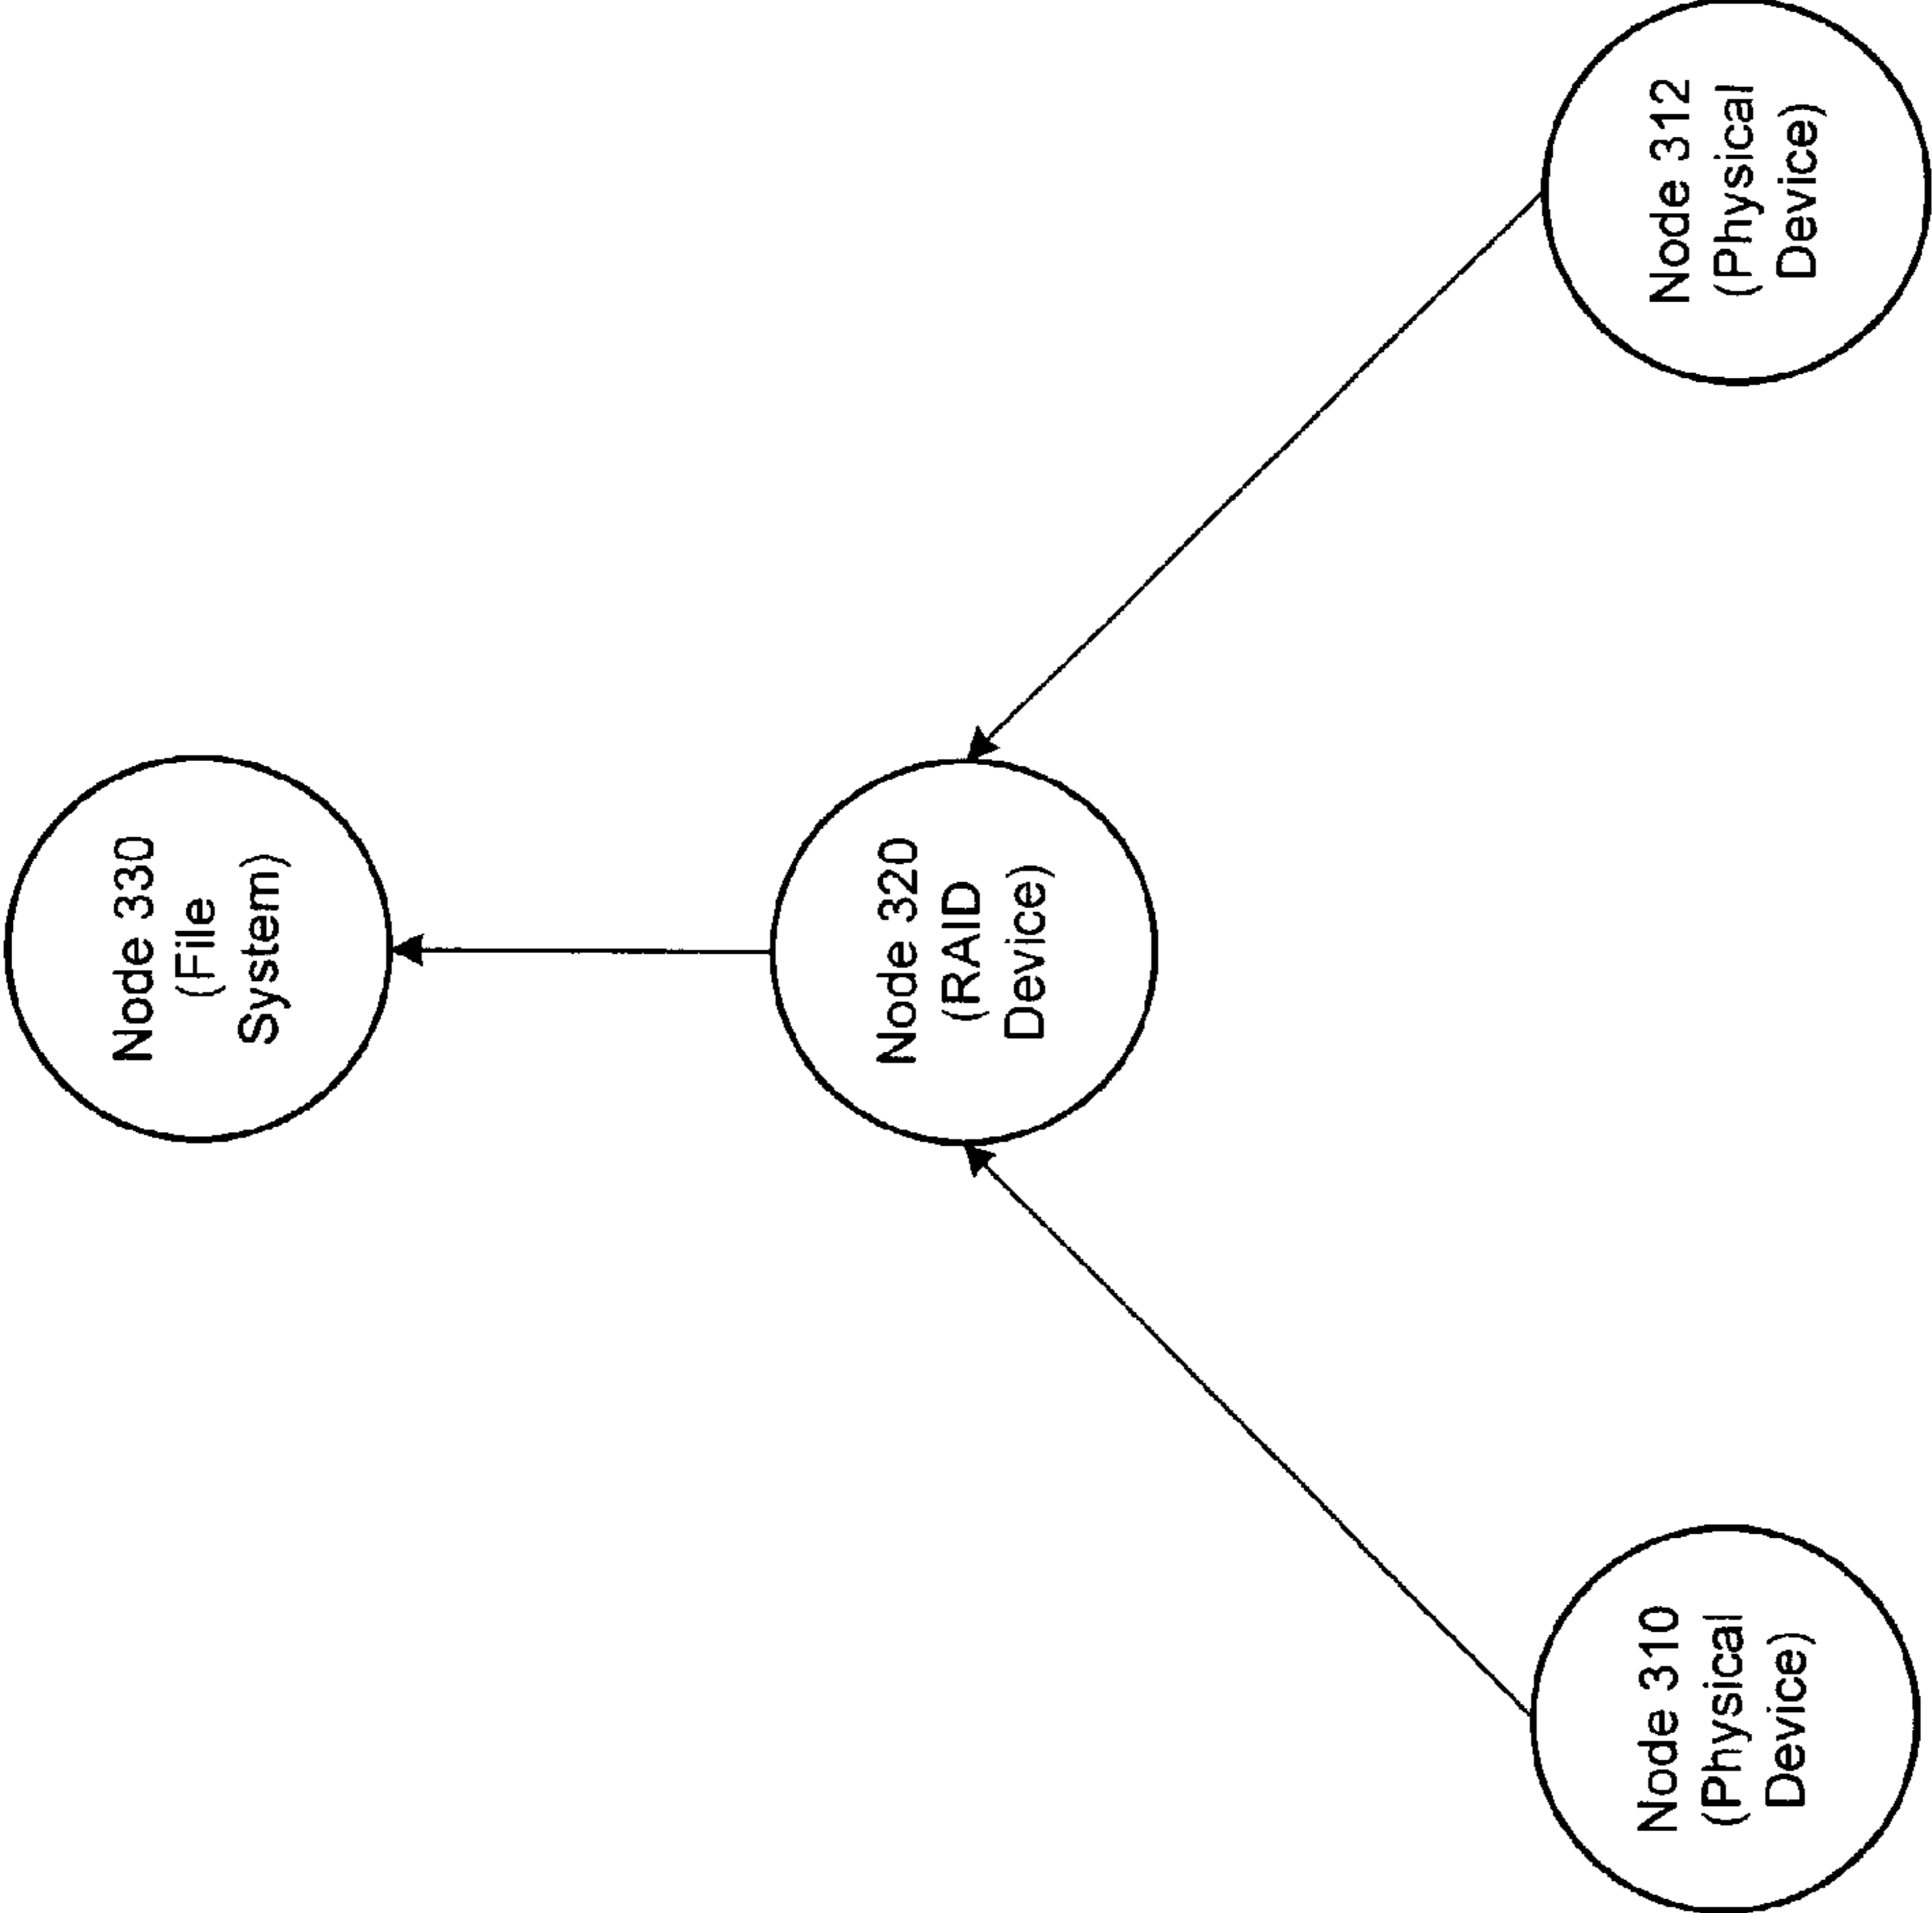 Node 330
(File
System)
Node 320
(RAID
Device)
Node 310
(Physical
Device)
Node 312
(Physical
Device)